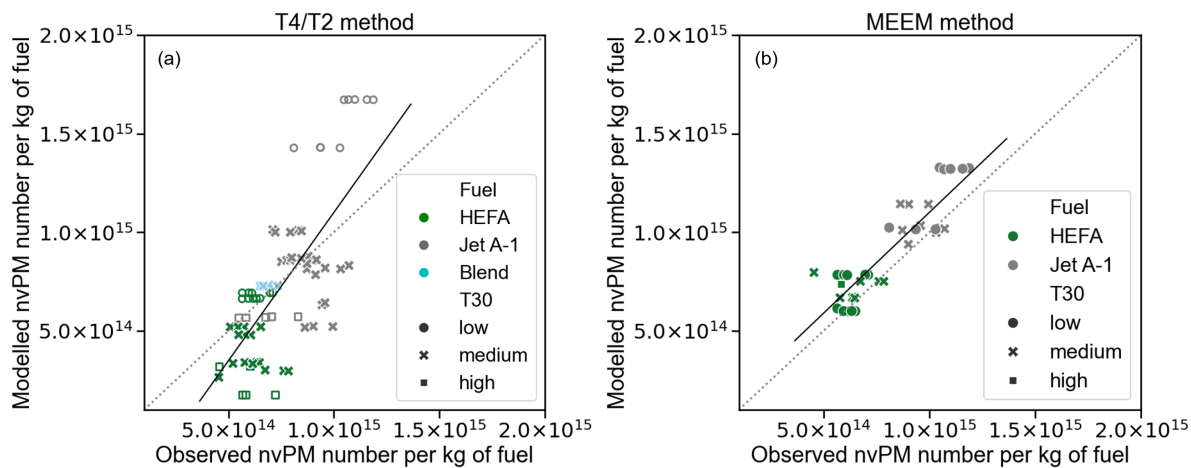 T4/T2 method
Modelled nvPM number per kg of fuel
2.0×10¹⁵
1.5×10¹⁵
1.0×10¹⁵
5.0×10¹⁴
(a)
Fuel
HEFA
Jet A-1
Blend
T30
low
medium
high
5.0×10¹⁴
1.0×10¹⁵
1.5×10¹⁵
2.0×10¹⁵
Observed nvPM number per kg of fuel
MEEM method
Modelled nvPM number per kg of fuel
2.0×10¹⁵
1.5×10¹⁵
1.0×10¹⁵
5.0×10¹⁴
(b)
Fuel
HEFA
Jet A-1
T30
low
medium
high
5.0×10¹⁴
1.0×10¹⁵
1.5×10¹⁵
2.0×10¹⁵
Observed nvPM number per kg of fuel